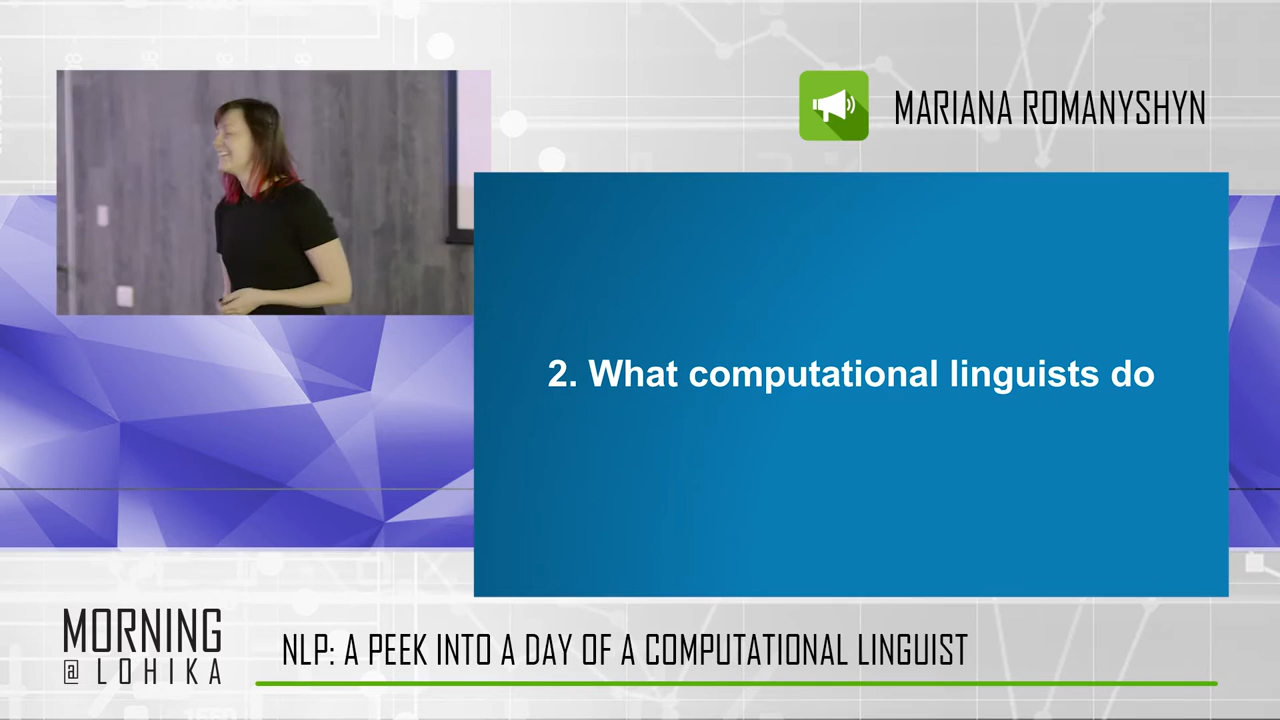 MARIANA ROMANYSHYN
2. What computational linguists do
MORNING
@ LOHIKA
NLP: A PEEK INTO A DAY OF A COMPUTATIONAL LINGUIST